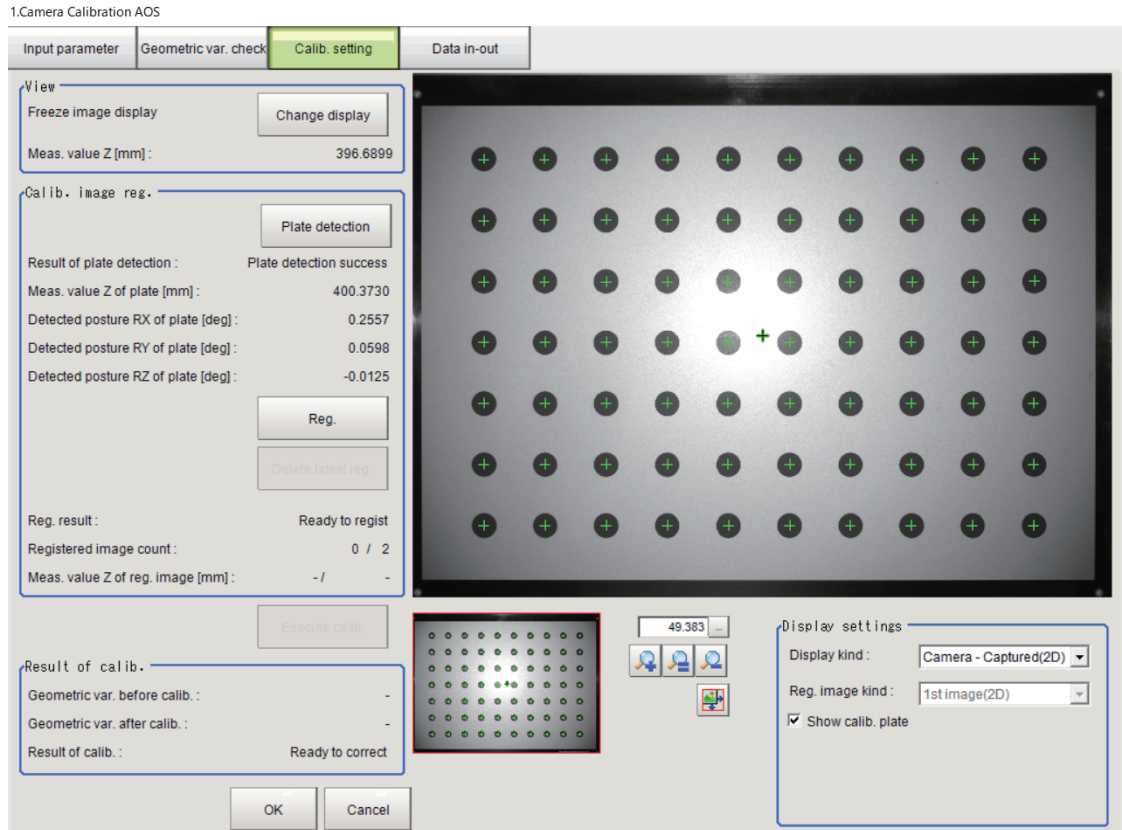 1.Camera Calibration AOS
Input parameter Geometric var. check Calib. setting Data in-out
View
Freeze image display Change display
Meas. value Z [mm] : 396.6899
Calib. image reg.
Plate detection
Result of plate detection : Plate detection success
Meas. value Z of plate [mm] : 400.3730
Detected posture RX of plate [deg] : 0.2557
Detected posture RY of plate [deg] : 0.0598
Detected posture RZ of plate [deg] : -0.0125
Reg.
Delete latest reg.
Reg. result : Ready to regist
Registered image count : 0 / 2
Meas. value Z of reg. image [mm] : - / -
Execute calib.
Result of calib.
Geometric var. before calib. : -
Geometric var. after calib. : -
Result of calib. : Ready to correct
OK Cancel
49.383 ...
Display settings
Display kind : Camera - Captured(2D)
Reg. image kind : 1st image(2D)
Show calib. plate